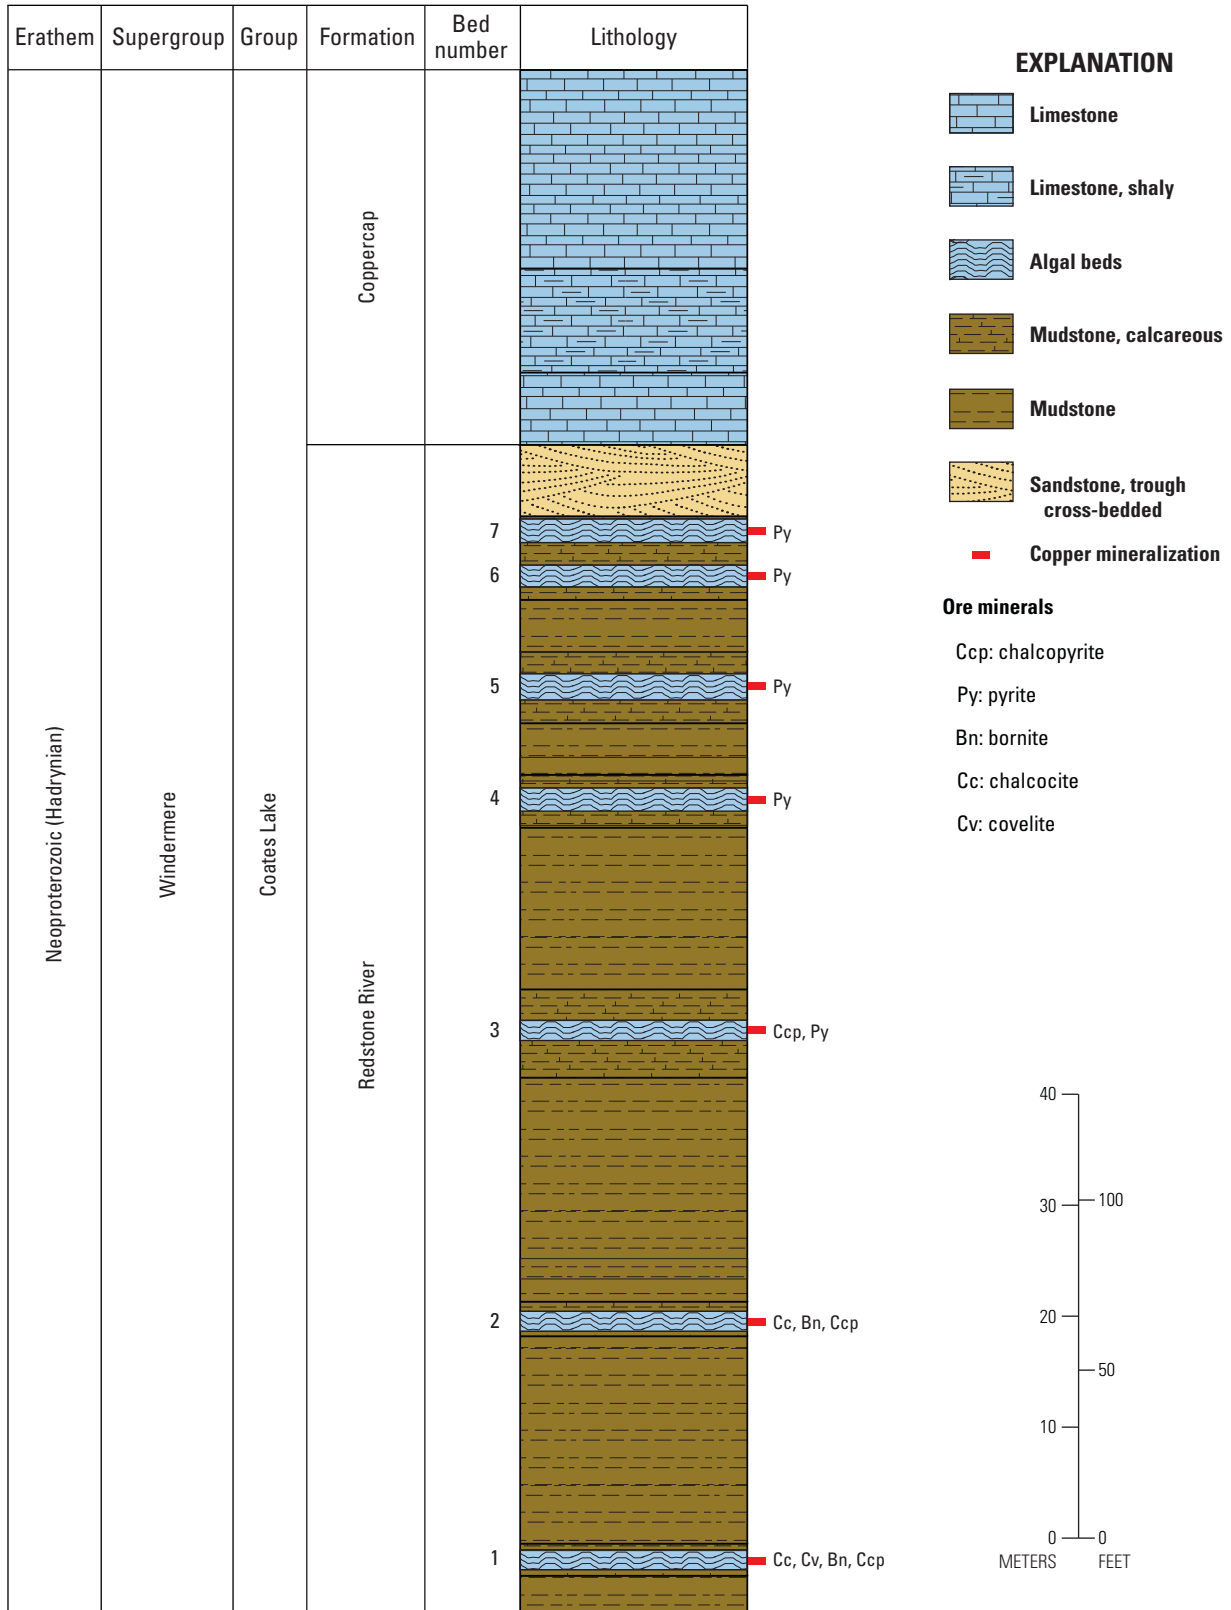 Erathem Supergroup Group Formation Bed number Lithology
Neoproterozoic (Hadrynian)
Windermere
Coates Lake
Coppercap
Redstone River
7 Py
6 Py
5 Py
4 Py
3 Ccp, Py
2 Cc, Bn, Ccp
1 Cc, Cv, Bn, Ccp
EXPLANATION
Limestone
Limestone, shaly
Algal beds
Mudstone, calcareous
Mudstone
Sandstone, trough
cross-bedded
Copper mineralization
Ore minerals
Ccp: chalcopyrite
Py: pyrite
Bn: bornite
Cc: chalcocite
Cv: covelite
40
30 100
20
50
10
0 0
METERS FEET